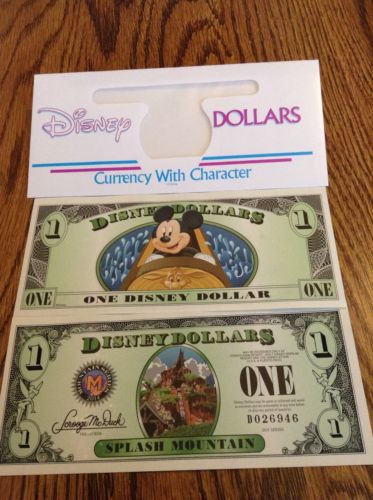 Disney DOLLARS
Currency With Character
DISNEY DOLLARS
1 1
ONE ONE DISNEY DOLLAR ONE
DISNEY DOLLARS
1 1
ONE
M
D026946
Scrooge McDuck
1 1
SPLASH MOUNTAIN